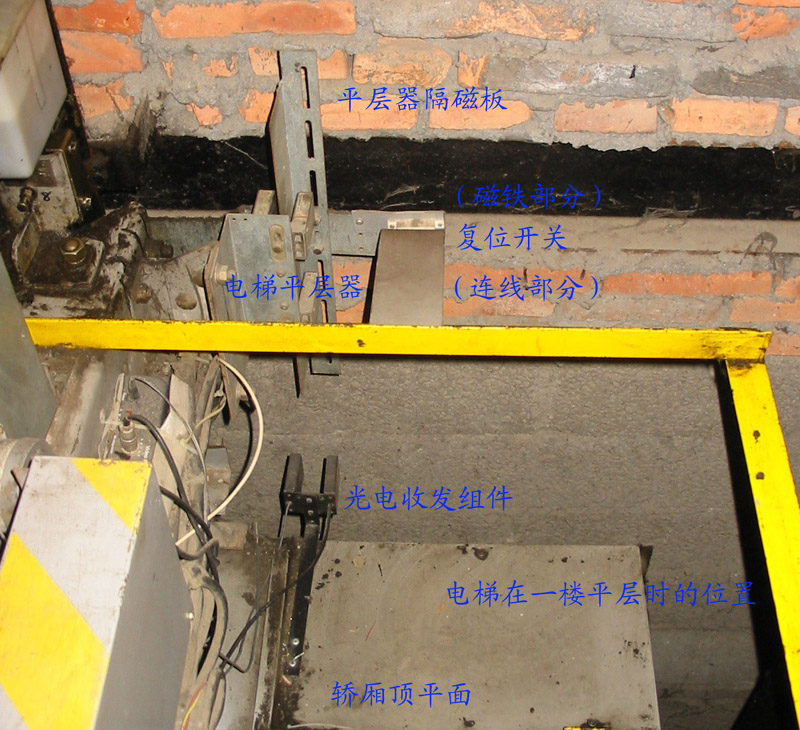 平层器隔磁板
（磁铁部分）
复位开关
电梯平层器
（连线部分）
光电收发组件
电梯在一楼平层时的位置
轿厢顶平面
8